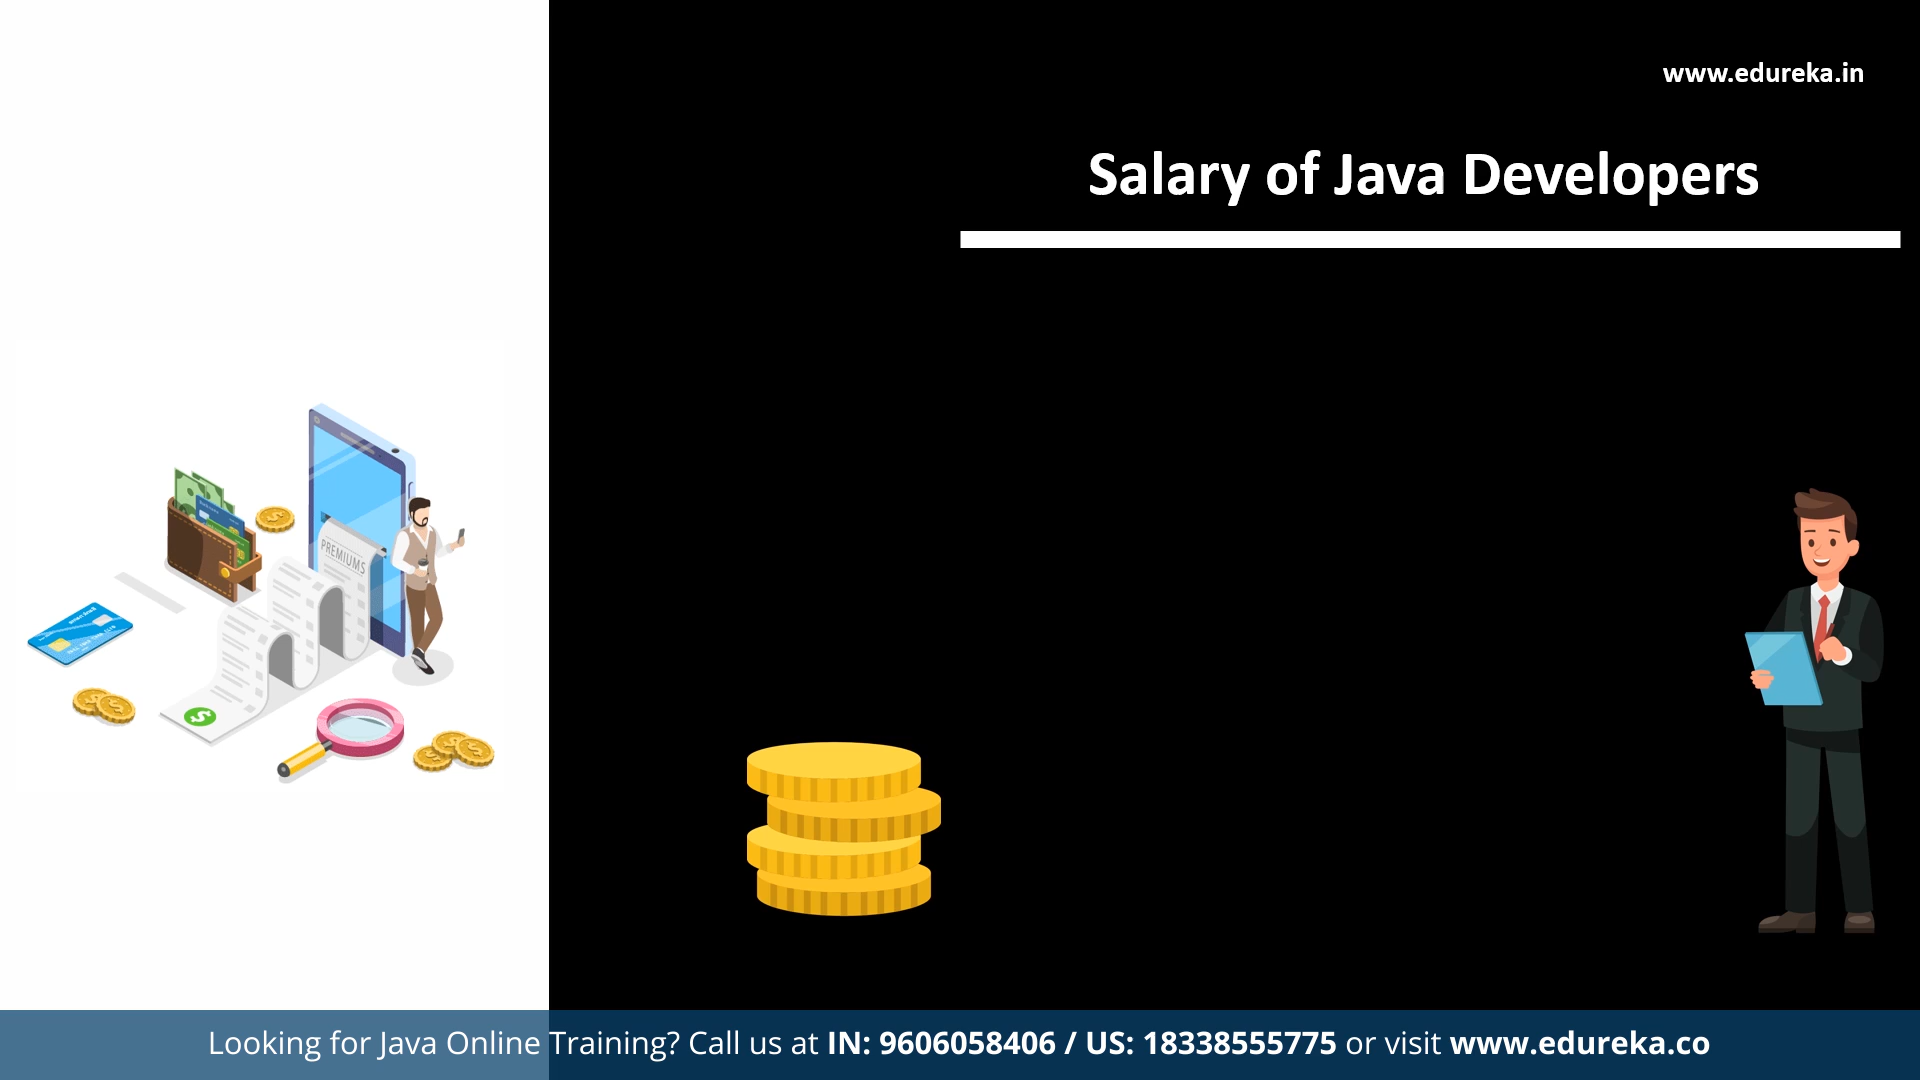 www.edureka.in
Salary of Java Developers
PREMIUMS
Looking for Java Online Training? Call us at IN: 9606058406 / US: 18338555775 or visit www.edureka.co